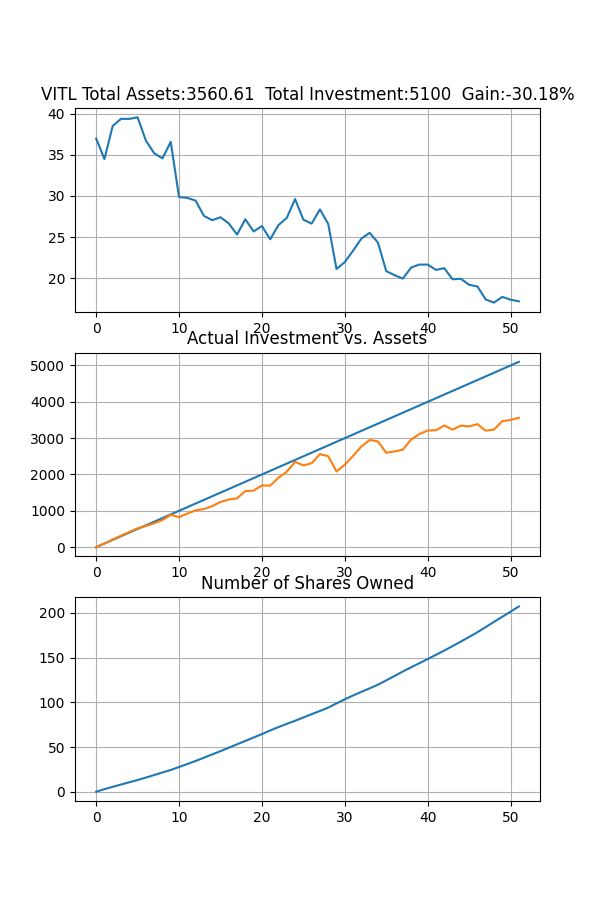 VITL Total Assets:3560.61  Total Investment:5100  Gain:-30.18%
40
35
30
25
20
0 10 20 30 40 50
Actual Investment vs. Assets
5000
4000
3000
2000
1000
0
0 10 20 30 40 50
Number of Shares Owned
200
150
100
50
0
0 10 20 30 40 50